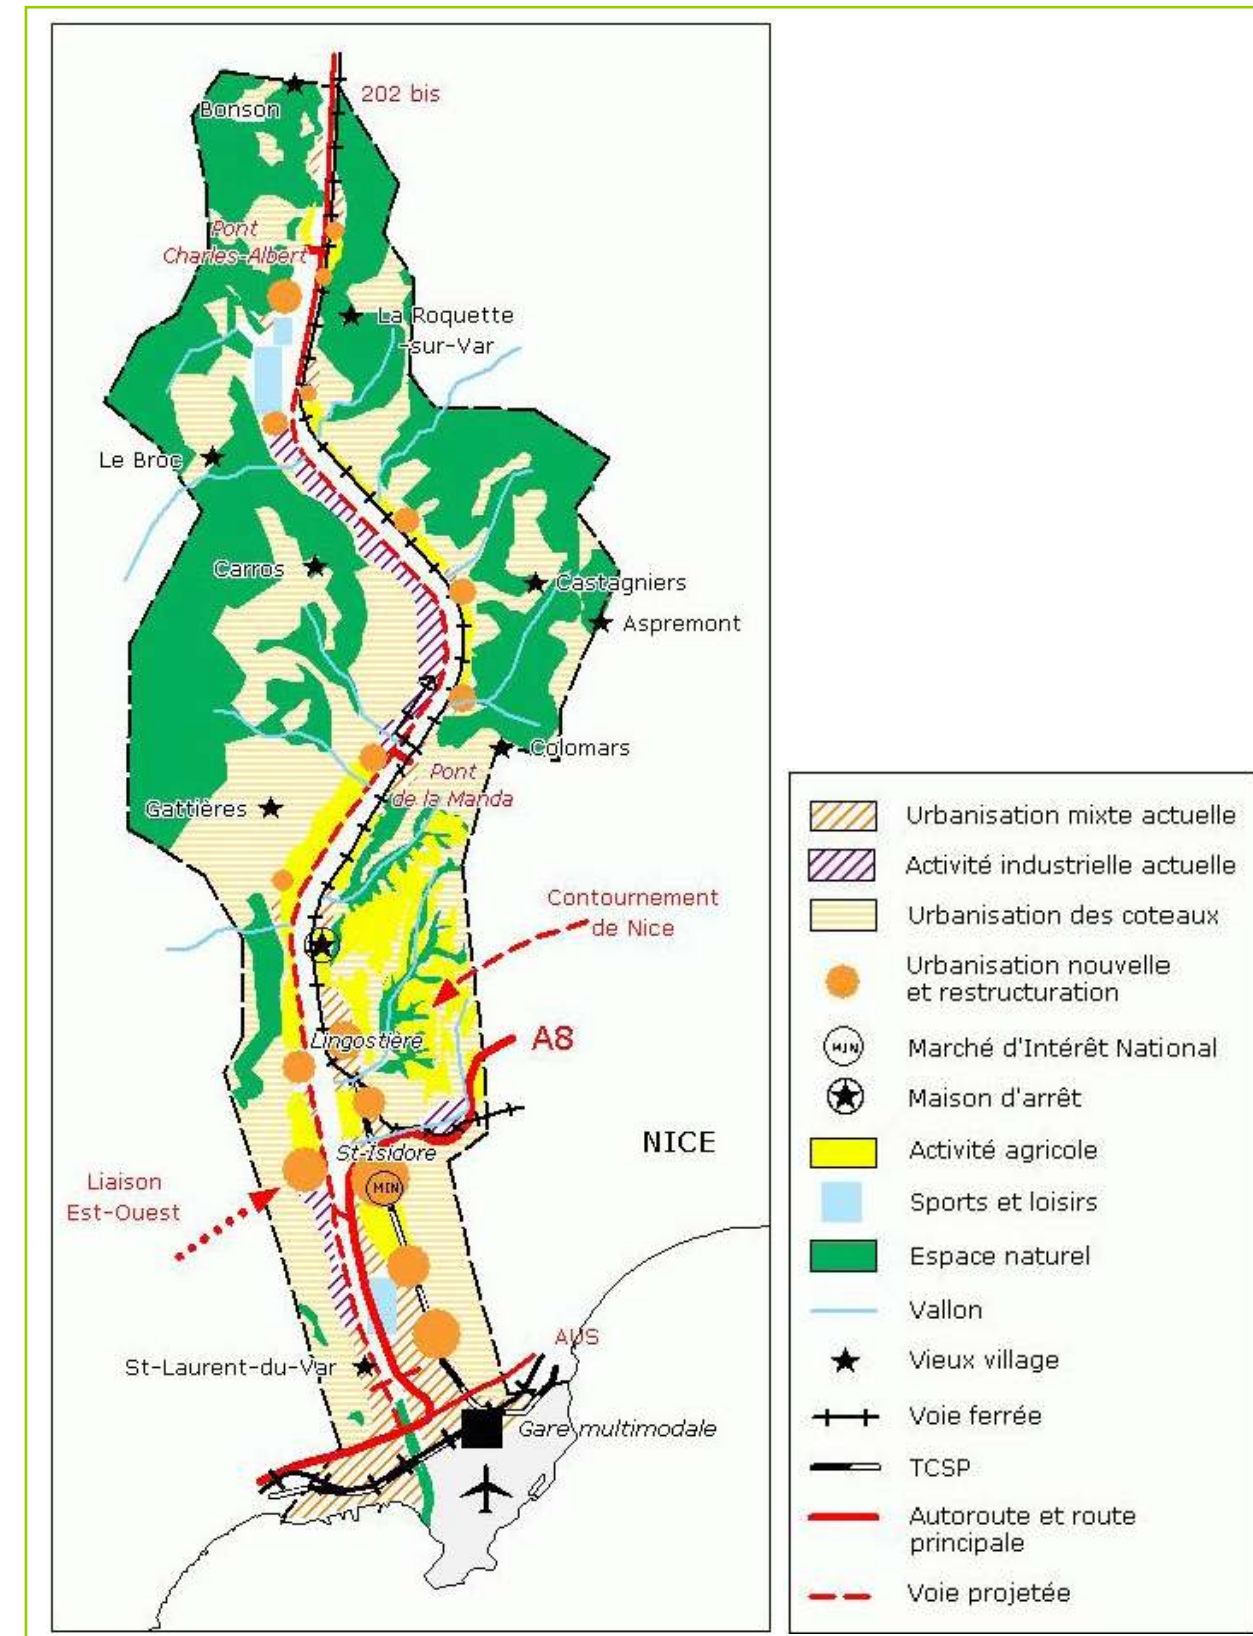 202 bis
Bonson
Pont
Charles-Albert
La Roquette
-sur-Var
Le Broc
Carros
Castagniers
Aspremont
Colomars
Pont
de la Manda
Gattières
Contournement
de Nice
Lingostière
A8
St-Isidore
NICE
Liaison
Est-Ouest
MIN
AUS
St-Laurent-du-Var
Gare multimodale
Urbanisation mixte actuelle
Activité industrielle actuelle
Urbanisation des coteaux
Urbanisation nouvelle
et restructuration
MIN
Marché d'Intérêt National
Maison d'arrêt
Activité agricole
Sports et loisirs
Espace naturel
Vallon
Vieux village
Voie ferrée
TCSP
Autoroute et route
principale
Voie projetée